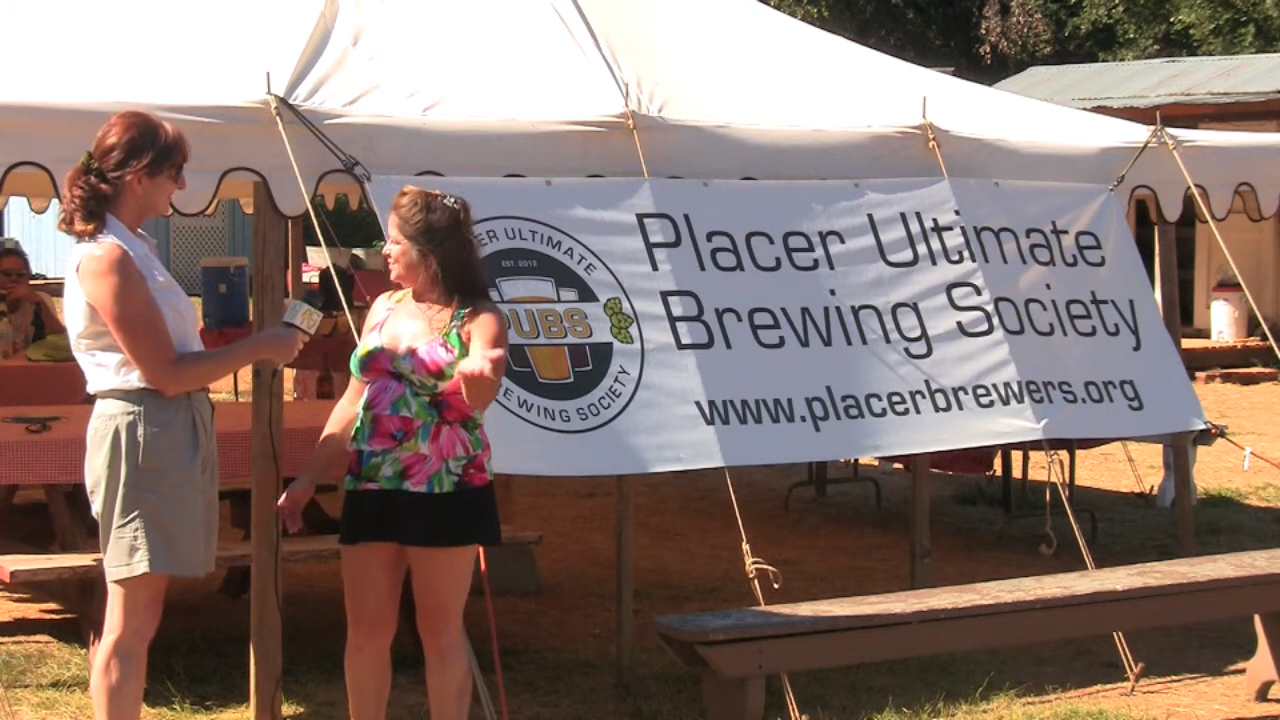 ER ULTIMATE
EST. 2012
PUBS
EWING SOCIETY
Placer Ultimate
Brewing Society
www.placerbrewers.org